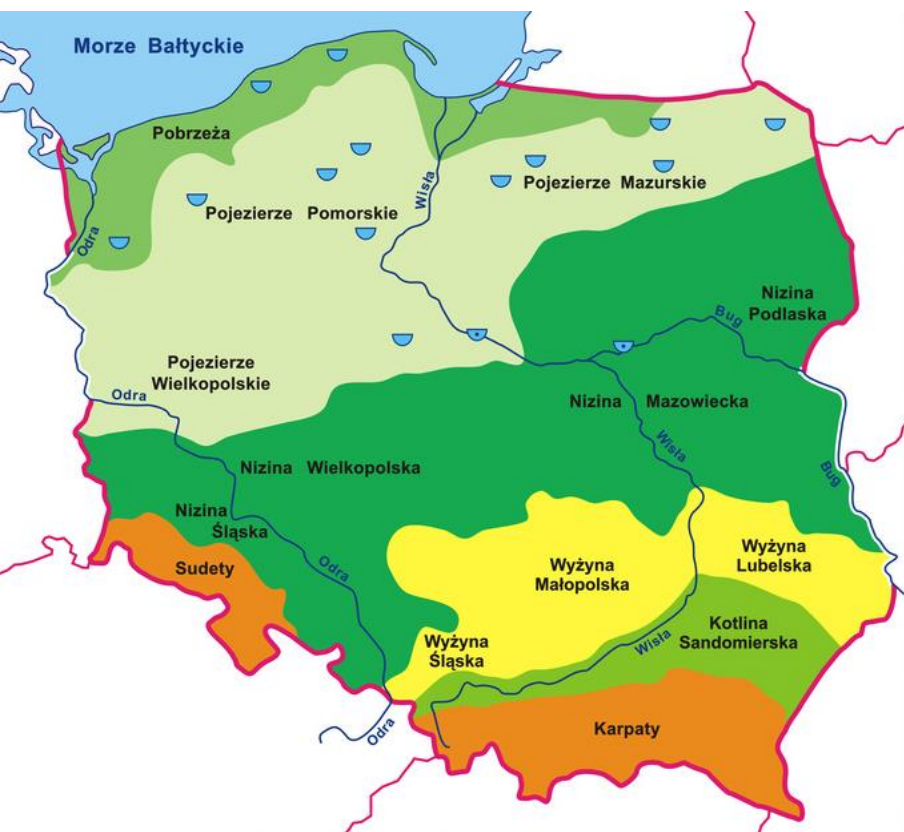 Morze Bałtyckie
Pobrzeża
Wisła
Pojezierze Mazurskie
Pojezierze Pomorskie
Odra
Nizina
Podlaska
Bug
Pojezierze
Wielkopolskie
Odra
Nizina Mazowiecka
Wisła
Nizina Wielkopolska
Bug
Nizina
Śląska
Wyżyna
Lubelska
Sudety
Odra
Wyżyna
Małopolska
Kotlina
Sandomierska
Wyżyna
Śląska
Wisła
Odra
Karpaty